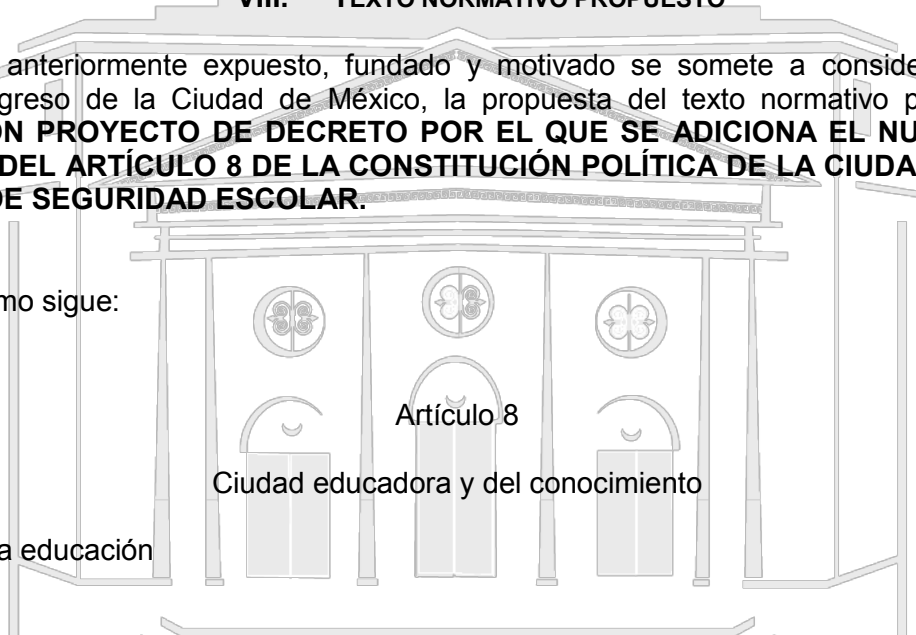 VIII. TEXTO NORMATIVO PROPUESTO
anteriormente expuesto, fundado y motivado se somete a conside
greso de la Ciudad de México, la propuesta del texto normativo p
ON PROYECTO DE DECRETO POR EL QUE SE ADICIONA EL NU
DEL ARTÍCULO 8 DE LA CONSTITUCIÓN POLÍTICA DE LA CIUDA
DE SEGURIDAD ESCOLAR.
mo sigue:
Artículo 8
Ciudad educadora y del conocimiento
a educación